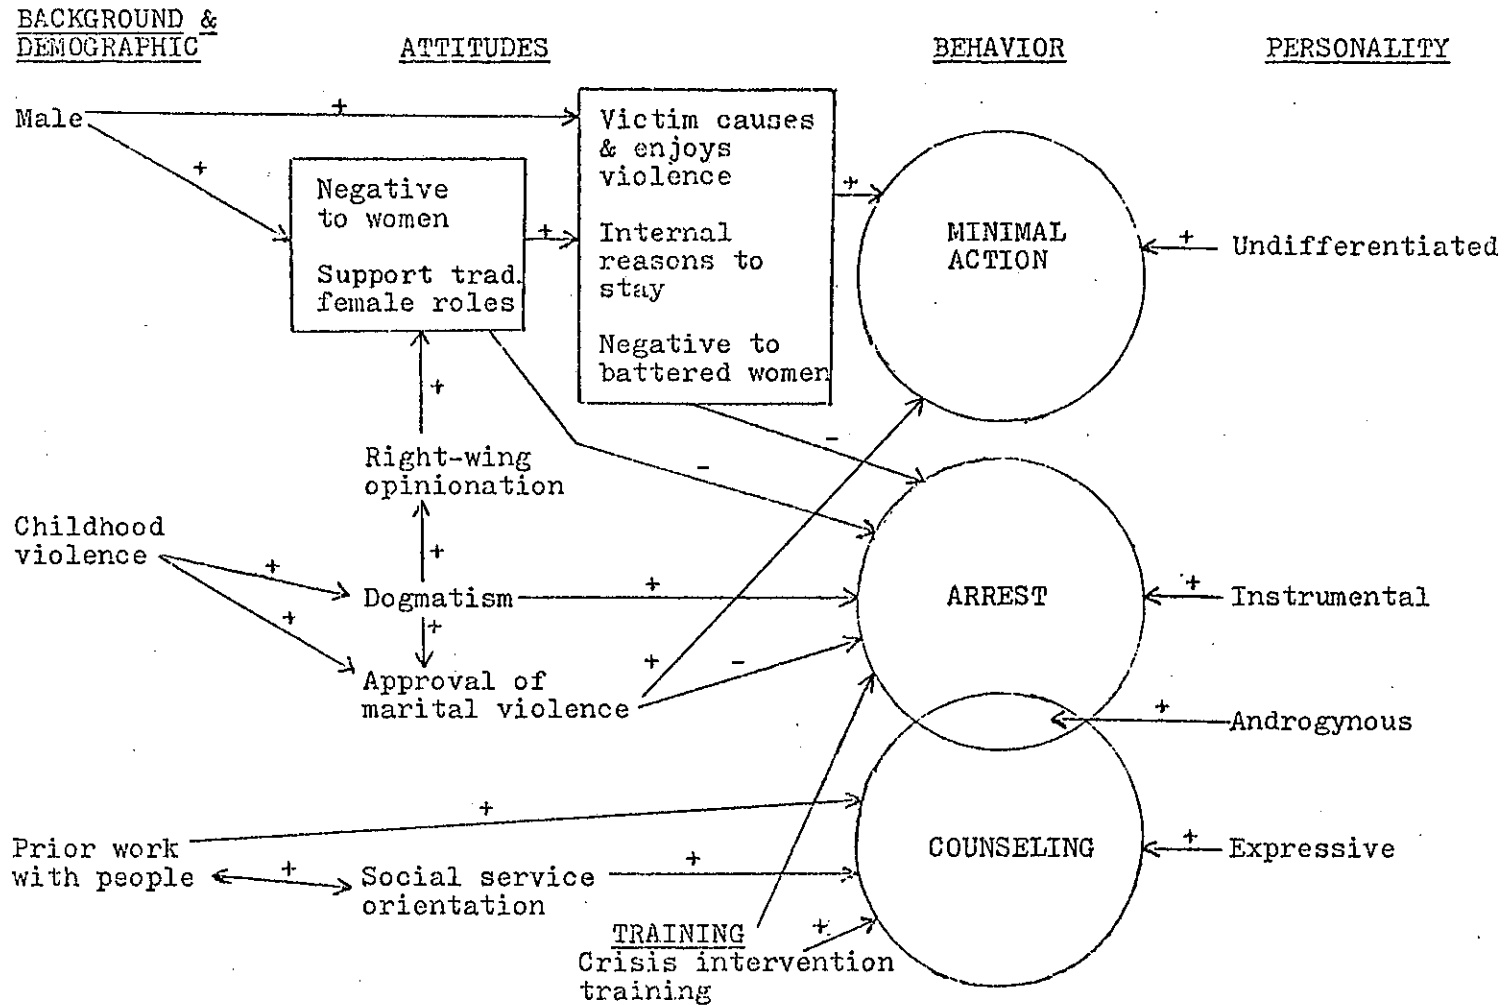 BACKGROUND &
DEMOGRAPHIC
ATTITUDES
BEHAVIOR
PERSONALITY
Male
+
+
Negative
to women
Support trad.
female roles
+
Victim causes
& enjoys
violence
Internal
reasons to
stay
Negative to
battered women
+
MINIMAL
ACTION
+
Undifferentiated
+
Right-wing
opinionation
-
-
Childhood
violence
+
+
+
Dogmatism
+
ARREST
+
Instrumental
+
Approval of
marital violence
+
-
+
Androgynous
Prior work
with people
+
+
Social service
orientation
+
COUNSELING
+
Expressive
TRAINING
Crisis intervention
training
+